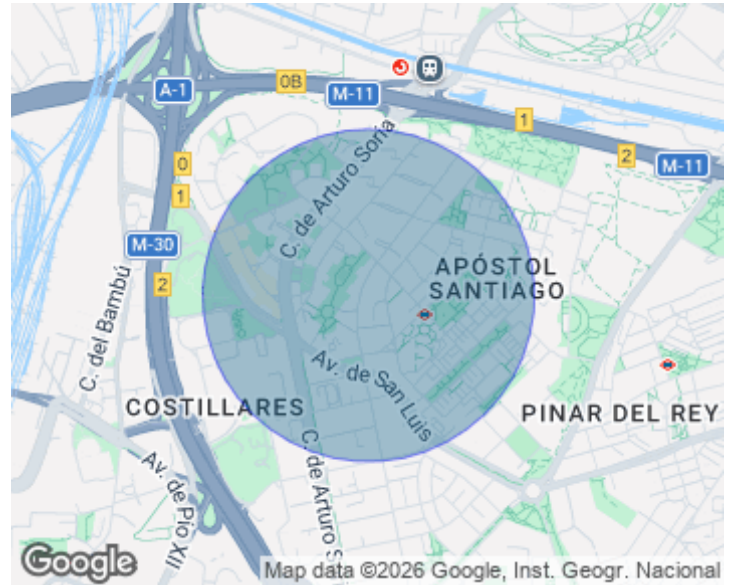 A-1
0B
M-11
1
2
M-11
0
1
M-30
2
C. de Arturo Soria
C. del Bambú
APÓSTOL
SANTIAGO
Av. de San Luis
COSTILLARES
PINAR DEL REY
C. de Arturo S
Av. de Pío XII
Google
Map data ©2026 Google, Inst. Geogr. Nacional